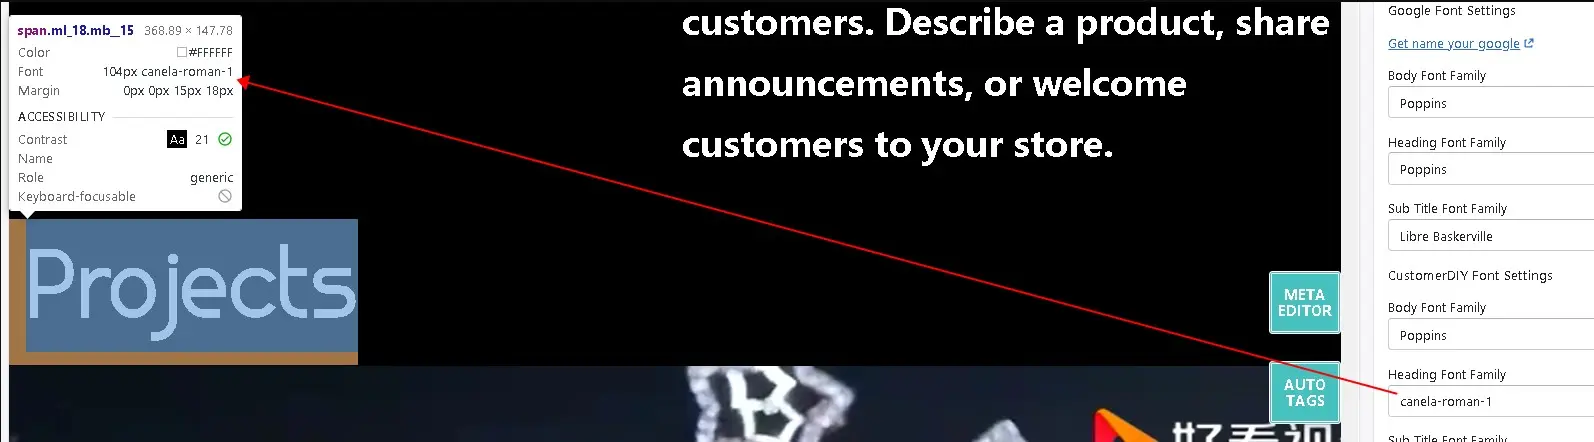 span.ml_18.mb__15 368.89 × 147.78
Color #FFFFFF
Font 104px canela-roman-1
Margin 0px 0px 15px 18px
ACCESSIBILITY
Contrast Aa 21
Name
Role generic
Keyboard-focusable
Projects
customers. Describe a product, share
announcements, or welcome
customers to your store.
META
EDITOR
AUTO
TAGS
好看视
Google Font Settings
Get name your google
Body Font Family
Poppins
Heading Font Family
Poppins
Sub Title Font Family
Libre Baskerville
CustomerDIY Font Settings
Body Font Family
Poppins
Heading Font Family
canela-roman-1
Sub Title Font Family